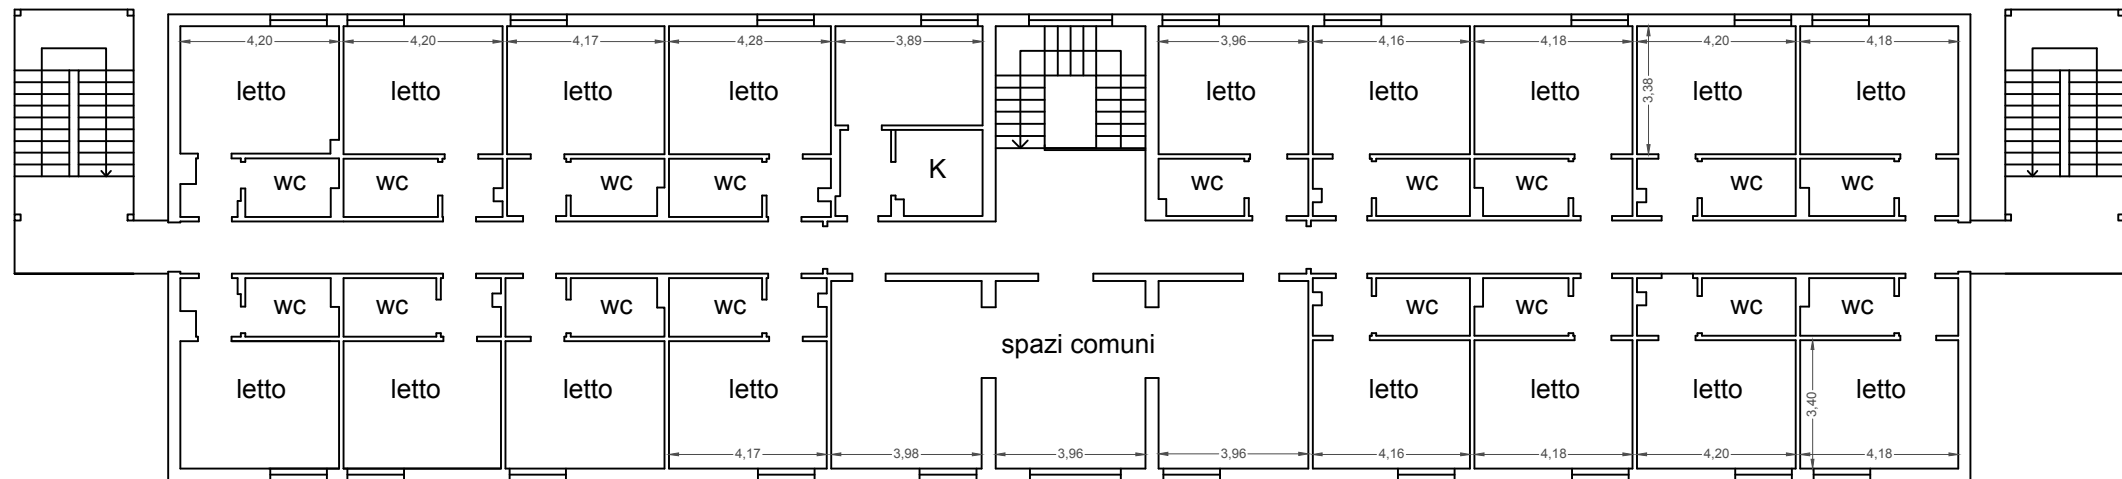 4,20 4,20 4,17 4,28 3,89 3,96 4,16 4,18 4,20 4,18
letto letto letto letto letto letto letto 3,38 letto letto
wc wc wc wc K wc wc wc wc wc
wc wc wc wc wc wc wc wc
spazi comuni
letto letto letto letto letto letto letto 3,40 letto
4,17 3,98 3,96 3,96 4,16 4,18 4,20 4,18